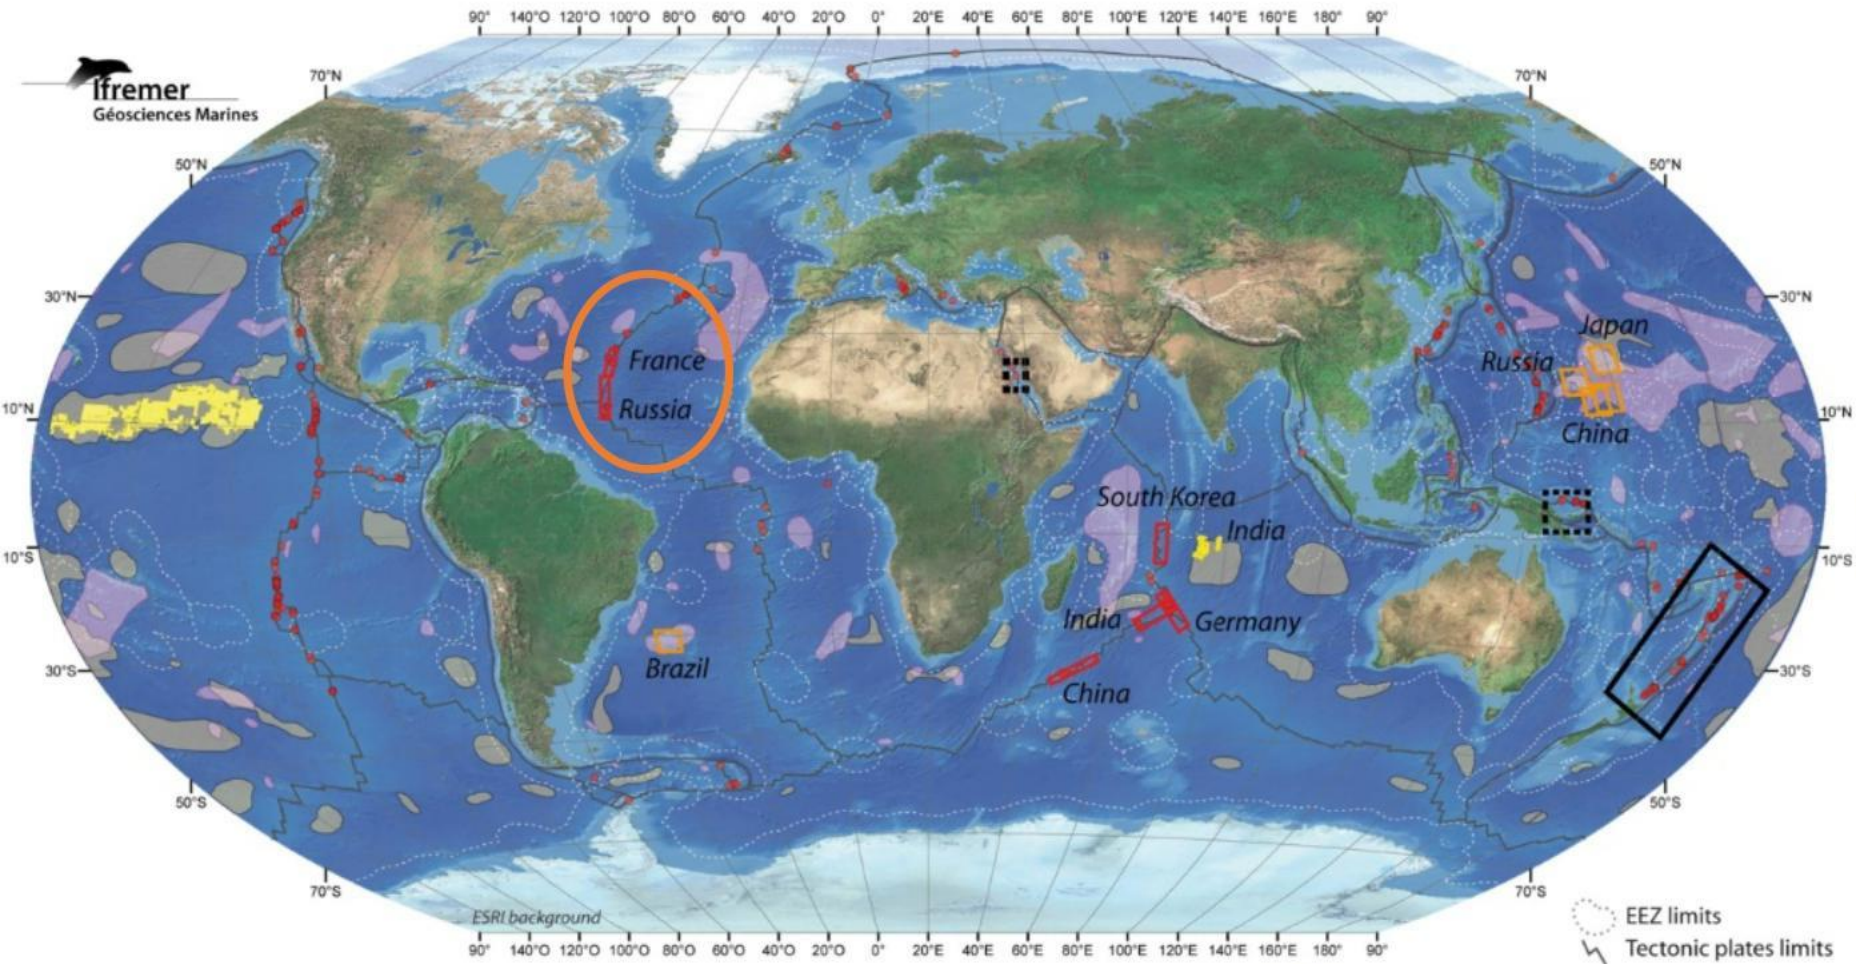 90° 140°O 120°O 100°O 80°O 60°O 40°O 20°O 0° 20°E 40°E 60°E 80°E 100°E 120°E 140°E 160°E 180°E 90°
Ifremer
Géosciences Marines
70°N 70°N
50°N 50°N
30°N 30°N
10°N 10°N
10°S 10°S
30°S 30°S
50°S 50°S
70°S 70°S
France
Russia
Japan
Russia
China
South Korea
India
India
Germany
China
Brazil
ESRI background
EEZ limits
Tectonic plates limits
90° 140°O 120°O 100°O 80°O 60°O 40°O 20°O 0° 20°E 40°E 60°E 80°E 100°E 120°E 140°E 160°E 180°E 90°